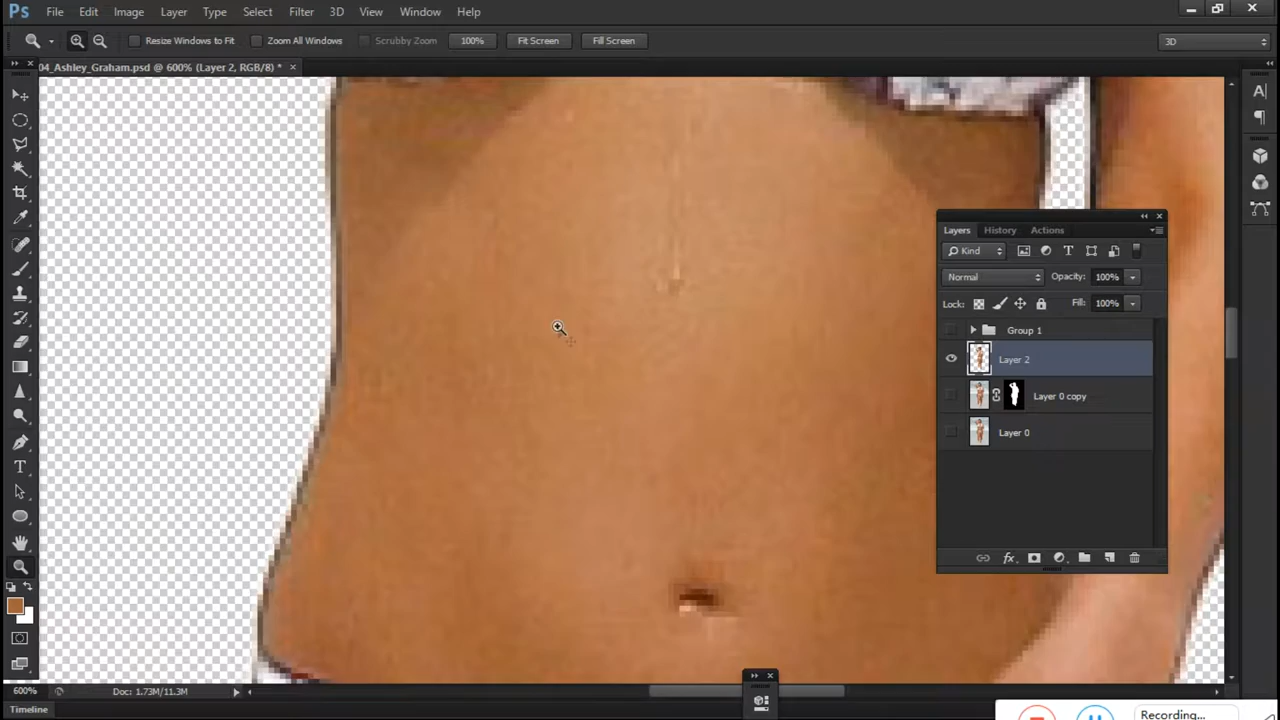 Ps File Edit Image Layer Type Select Filter 3D View Window Help
Resize Windows to Fit Zoom All Windows Scrubby Zoom 100% Fit Screen Fill Screen 3D
04_Ashley_Graham.psd @ 600% (Layer 2, RGB/8) * ×
Layers History Actions
Kind
Normal Opacity: 100%
Lock: Fill: 100%
Group 1
Layer 2
Layer 0 copy
Layer 0
fx
600% Doc: 1.73M/11.3M
Timeline
Recording...